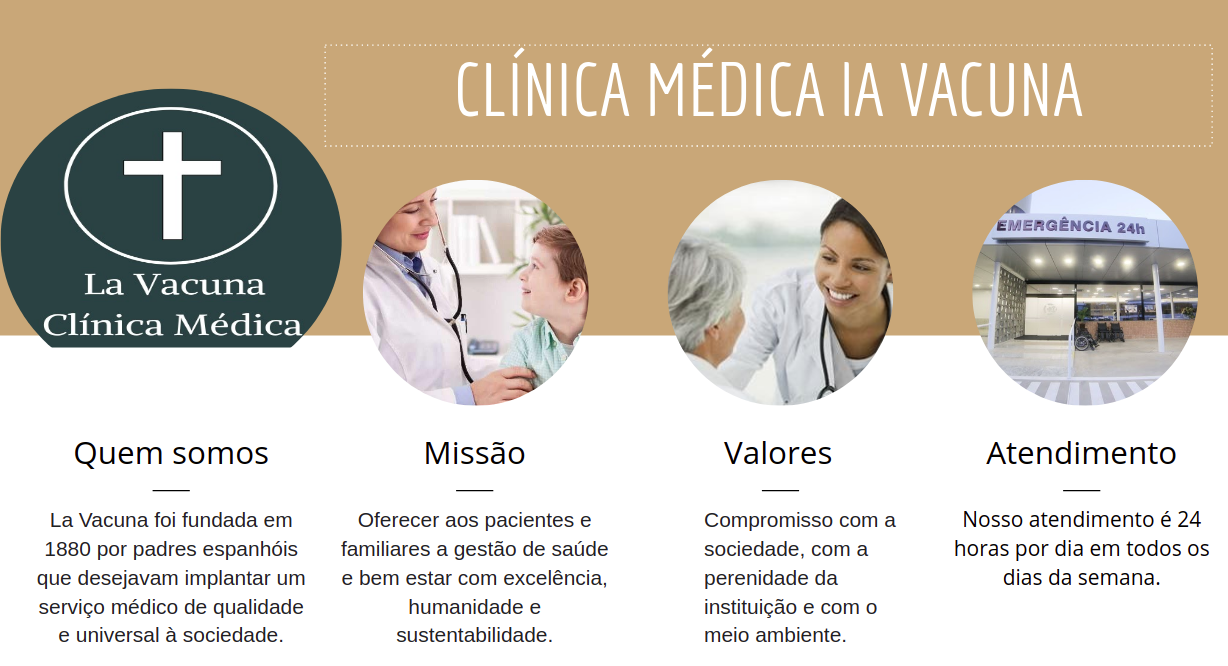 CLÍNICA MÉDICA lA VACUNA
La Vacuna
Clínica Médica
EMERGÊNCIA 24h
Quem somos
La Vacuna foi fundada em
1880 por padres espanhóis
que desejavam implantar um
serviço médico de qualidade
e universal à sociedade.
Missão
Oferecer aos pacientes e
familiares a gestão de saúde
e bem estar com excelência,
humanidade e
sustentabilidade.
Valores
Compromisso com a
sociedade, com a
perenidade da
instituição e com o
meio ambiente.
Atendimento
Nosso atendimento é 24
horas por dia em todos os
dias da semana.